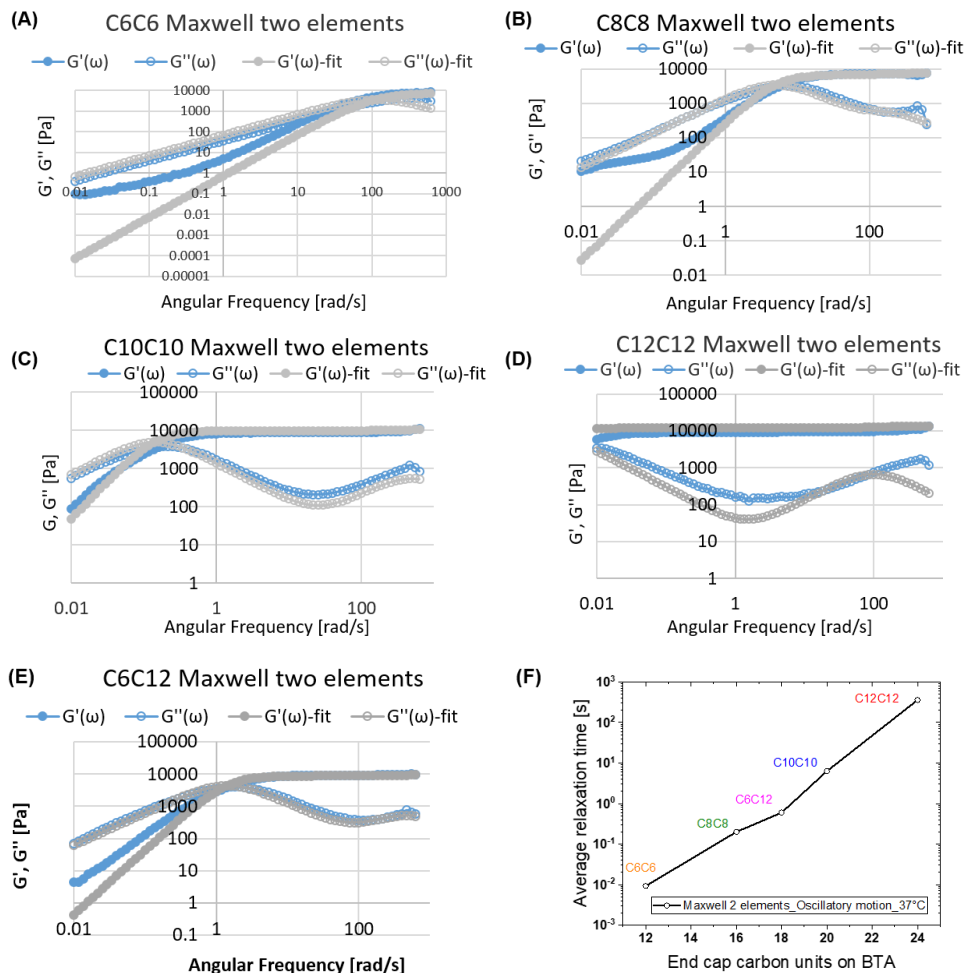 (A)
C6C6 Maxwell two elements
G'(ω) G''(ω) G'(ω)-fit G''(ω)-fit
G', G'' [Pa]
100000
10000
1000
100
10
1
0.1
0.01
0.001
0.0001
0.00001
0.01 0.1 1 10 100 1000
Angular Frequency [rad/s]
(B)
C8C8 Maxwell two elements
G'(ω) G''(ω) G'(ω)-fit G''(ω)-fit
G', G'' [Pa]
10000
1000
100
10
1
0.1
0.01
0.01 1 100
Angular Frequency [rad/s]
(C)
C10C10 Maxwell two elements
G'(ω) G''(ω) G'(ω)-fit G''(ω)-fit
G, G'' [Pa]
100000
10000
1000
100
10
1
0.01 1 100
Angular Frequency [rad/s]
(D)
C12C12 Maxwell two elements
G'(ω) G''(ω) G'(ω)-fit G''(ω)-fit
G', G'' [Pa]
100000
10000
1000
100
10
1
0.01 1 100
Angular Frequency [rad/s]
(E)
C6C12 Maxwell two elements
G'(ω) G''(ω) G'(ω)-fit G''(ω)-fit
G', G'' [Pa]
100000
10000
1000
100
10
1
0.1
0.01 1 100
Angular Frequency [rad/s]
(F)
Average relaxation time [s]
10³
10²
10¹
10⁰
10⁻¹
10⁻²
10⁻³
C12C12
C10C10
C6C12
C8C8
C6C6
Maxwell 2 elements_Oscillatory motion_37°C
12 14 16 18 20 22 24
End cap carbon units on BTA